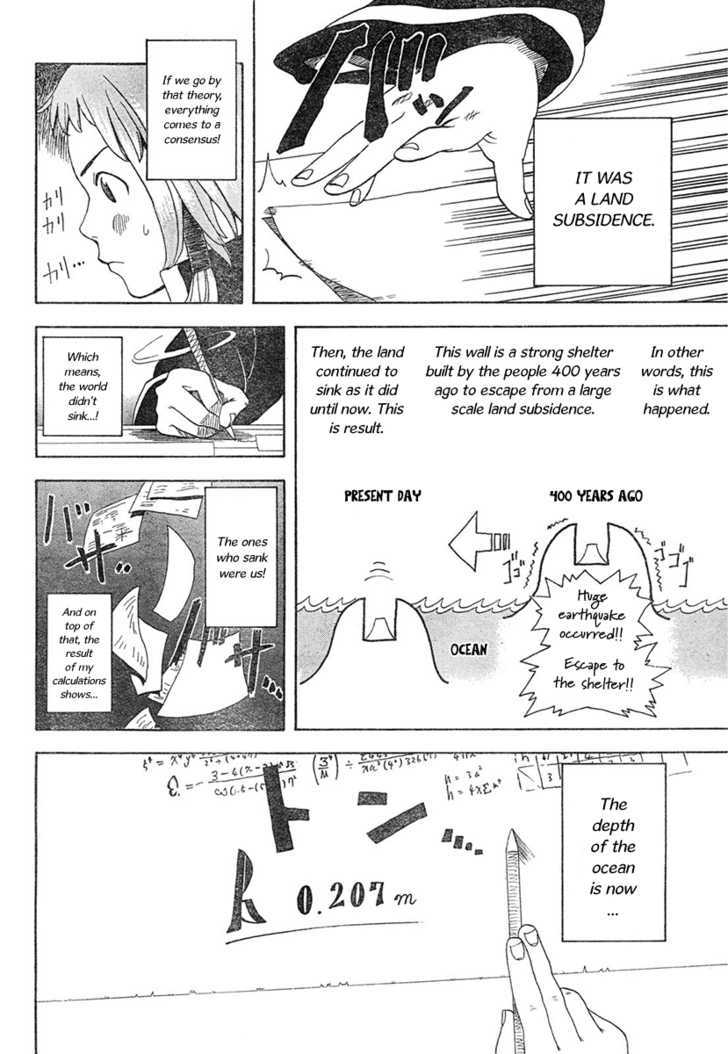 IT WAS
A LAND
SUBSIDENCE.
If we go by
that theory,
everything
comes to a
consensus!
カリ
カリ
カリ…
In other
words, this
is what
happened.
This wall is a strong shelter
built by the people 400 years
ago to escape from a large
scale land subsidence.
Then, the land
continued to
sink as it did
until now. This
is result.
400 YEARS AGO
PRESENT DAY
ゴゴゴ
ゴゴ
Huge
earthquake
occurred!!
Escape to
the shelter!!
OCEAN
Which
means,
the world
didn't
sink...!
The ones
who sank
were us!
And on
top of
that, the
result
of my
calculations
shows...
The
depth
of the
ocean
is now
...
トン
h 0.207 m